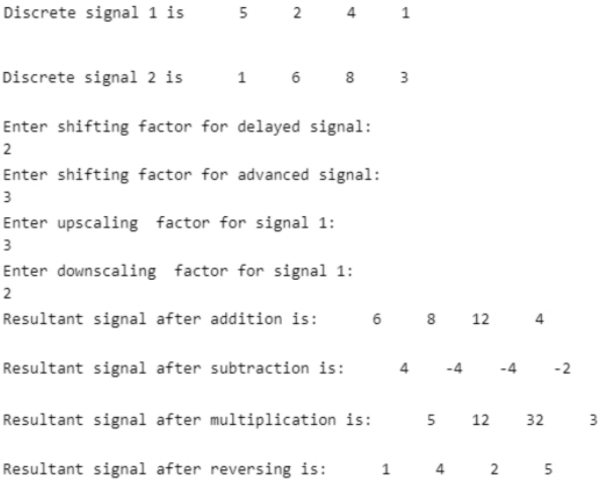 Discrete signal 1 is 5 2 4 1
Discrete signal 2 is 1 6 8 3
Enter shifting factor for delayed signal:
2
Enter shifting factor for advanced signal:
3
Enter upscaling factor for signal 1:
3
Enter downscaling factor for signal 1:
2
Resultant signal after addition is: 6 8 12 4
Resultant signal after subtraction is: 4 -4 -4 -2
Resultant signal after multiplication is: 5 12 32 3
Resultant signal after reversing is: 1 4 2 5